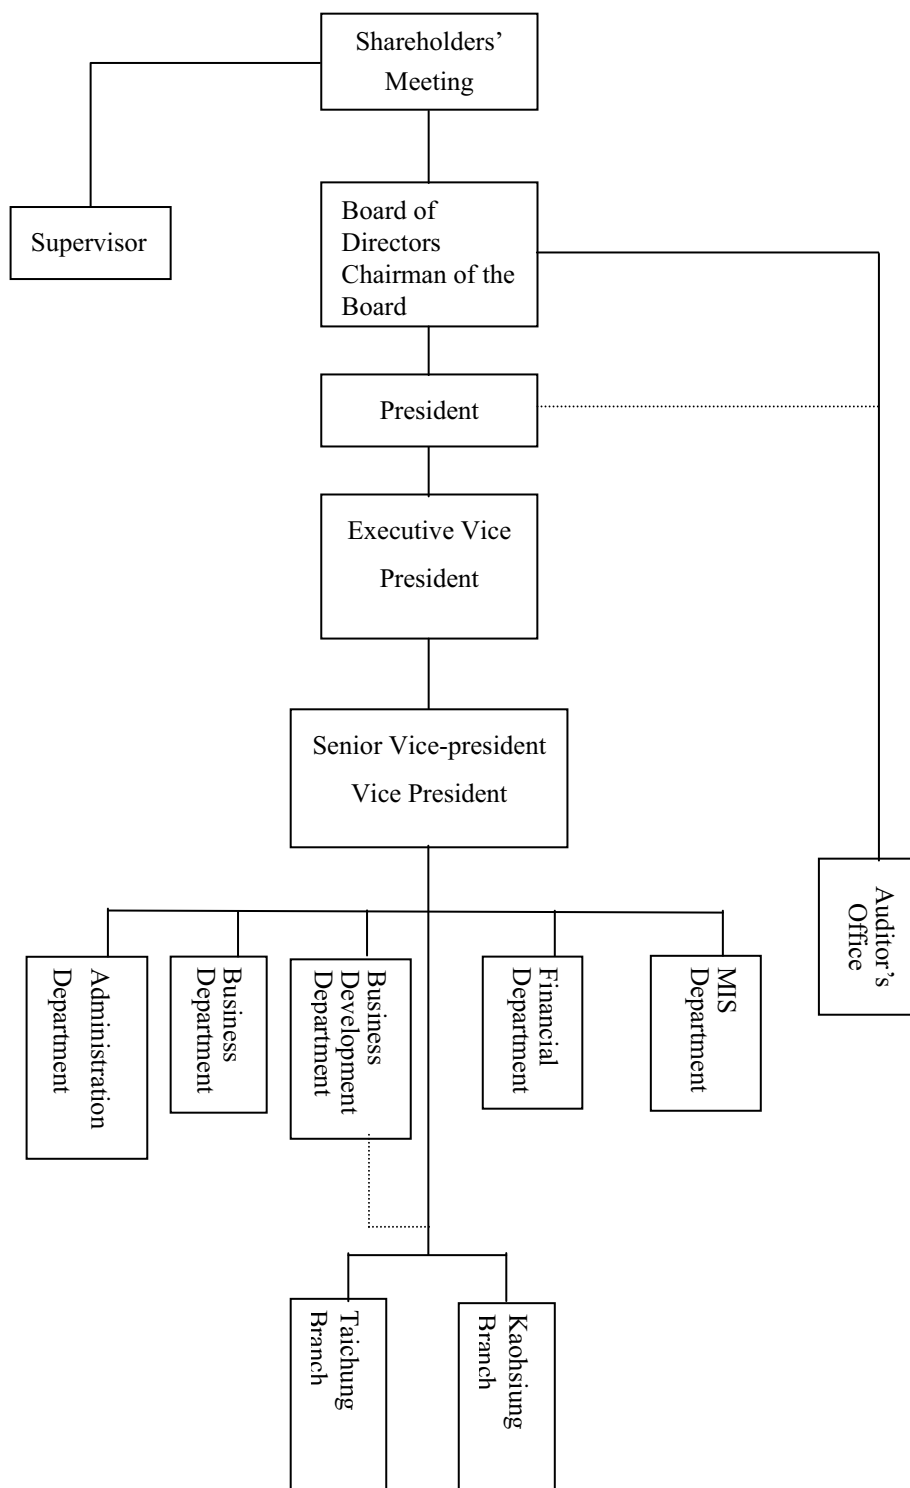 Shareholders’
Meeting
Supervisor
Board of
Directors
Chairman of the
Board
President
Executive Vice
President
Senior Vice-president
Vice President
Auditor’s
Office
Administration
Department
Business
Department
Business
Development
Department
Financial
Department
MIS
Department
Taichung
Branch
Kaohsiung
Branch